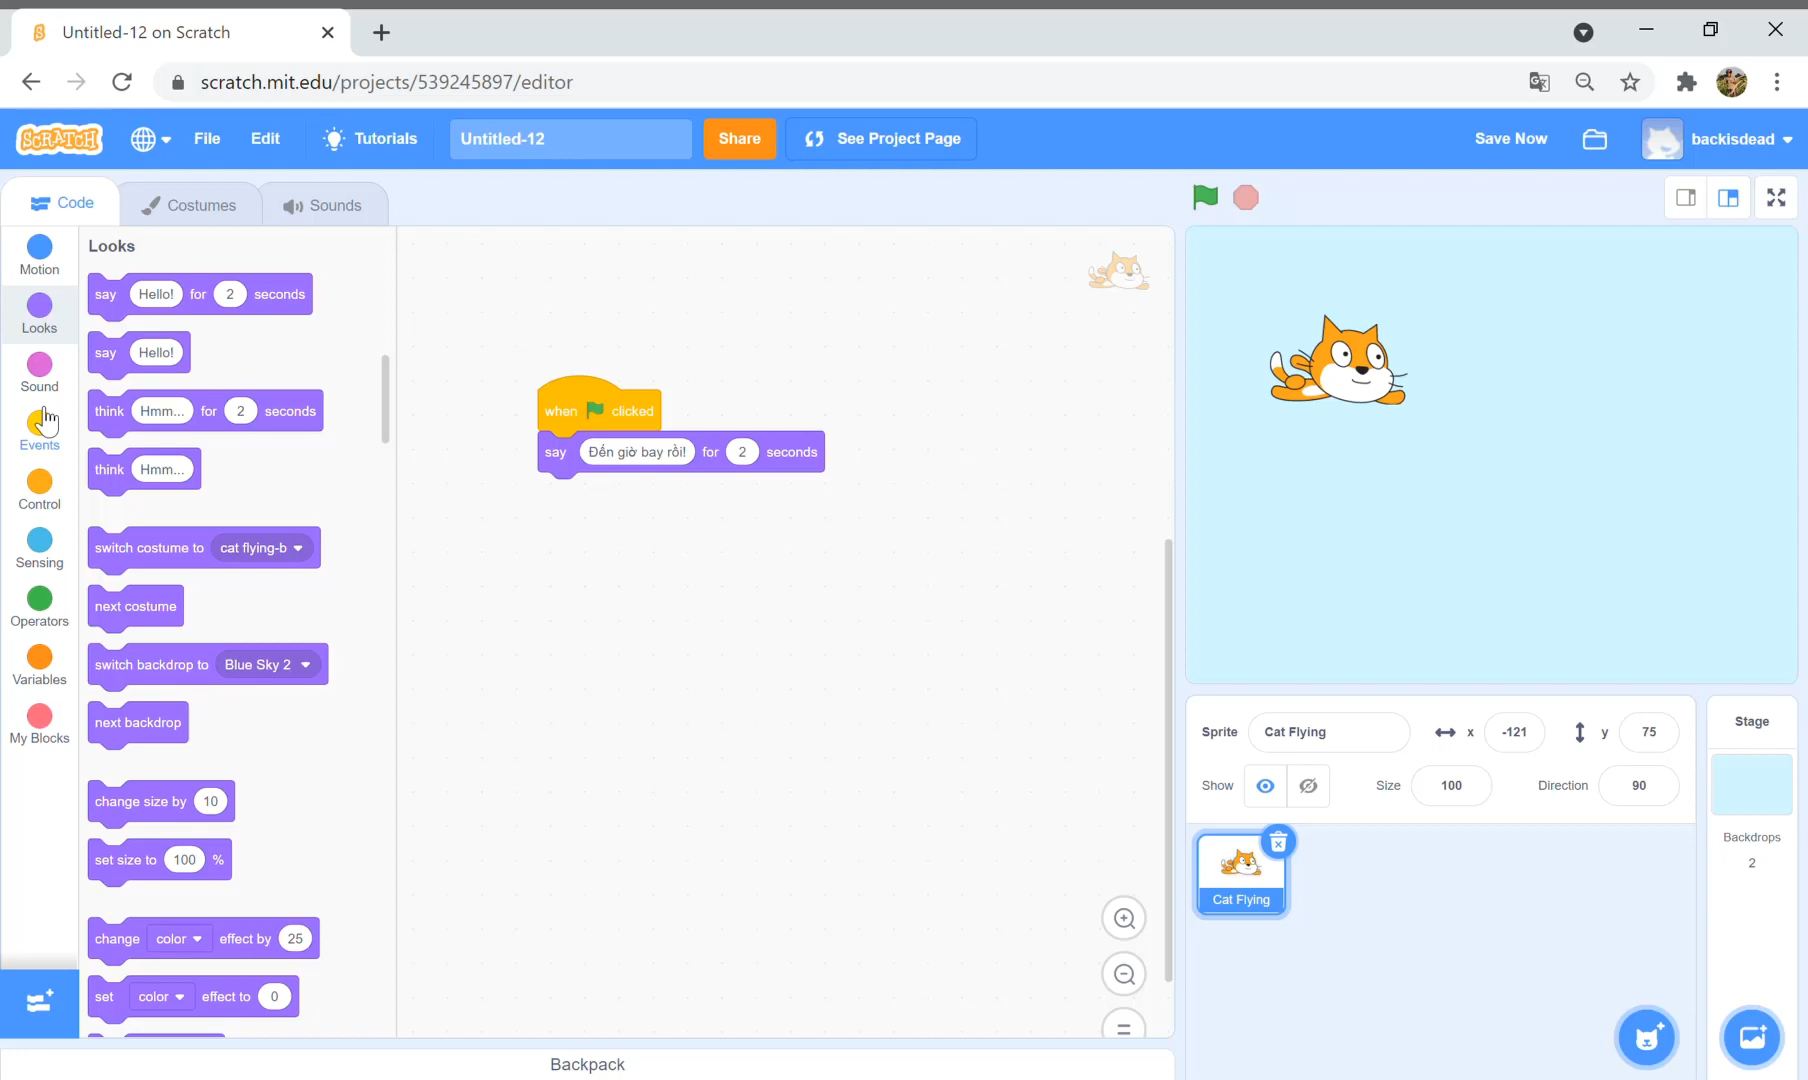 Untitled-12 on Scratch
scratch.mit.edu/projects/539245897/editor
SCRATCH
File
Edit
Tutorials
Untitled-12
Share
See Project Page
Save Now
backisdead
Code
Costumes
Sounds
Motion
Looks
Sound
Events
Control
Sensing
Operators
Variables
My Blocks
Looks
say Hello! for 2 seconds
say Hello!
think Hmm... for 2 seconds
think Hmm...
switch costume to cat flying-b
next costume
switch backdrop to Blue Sky 2
next backdrop
change size by 10
set size to 100 %
change color effect by 25
set color effect to 0
when clicked
say Đến giờ bay rồi! for 2 seconds
Sprite Cat Flying x -121 y 75
Show Size 100 Direction 90
Cat Flying
Stage
Backdrops
2
Backpack